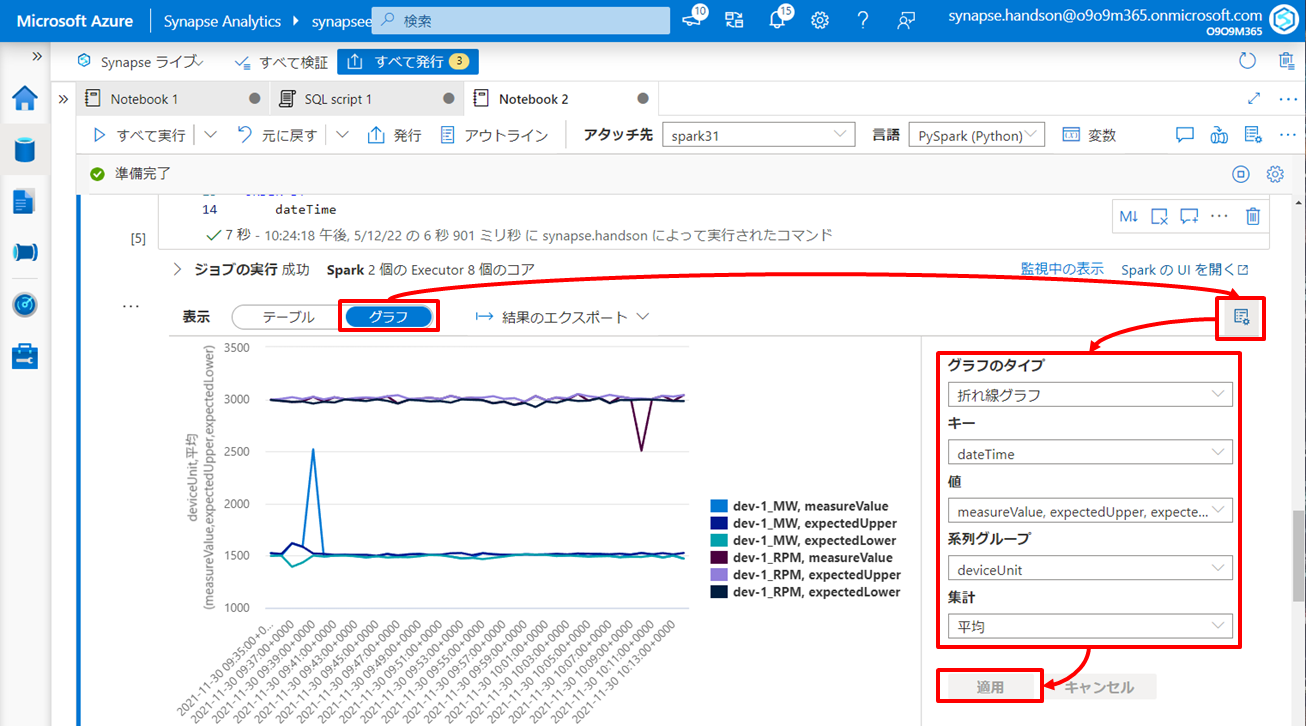 Microsoft Azure
Synapse Analytics
synapsee
検索
10
15
synapse.handson@o9o9m365.onmicrosoft.com
O9O9M365
Synapse ライブ
すべて検証
すべて発行
3
Notebook 1
SQL script 1
Notebook 2
すべて実行
元に戻す
発行
アウトライン
アタッチ先
spark31
言語
PySpark (Python)
変数
準備完了
14 dateTime
M↓
[5]
7 秒 - 10:24:18 午後, 5/12/22 の 6 秒 901 ミリ秒 に synapse.handson によって実行されたコマンド
ジョブの実行 成功 Spark 2 個の Executor 8 個のコア
監視中の表示
Spark の UI を開く
表示
テーブル
グラフ
結果のエクスポート
3500
3000
2500
2000
1500
1000
deviceUnit,平均
(measureValue,expectedUpper,expectedLower)
2021-11-30 09:35:00+0...
2021-11-30 09:37:00+0000
2021-11-30 09:39:00+0000
2021-11-30 09:41:00+0000
2021-11-30 09:43:00+0000
2021-11-30 09:45:00+0000
2021-11-30 09:47:00+0000
2021-11-30 09:49:00+0000
2021-11-30 09:51:00+0000
2021-11-30 09:53:00+0000
2021-11-30 09:55:00+0000
2021-11-30 09:57:00+0000
2021-11-30 09:59:00+0000
2021-11-30 10:01:00+0000
2021-11-30 10:03:00+0000
2021-11-30 10:05:00+0000
2021-11-30 10:07:00+0000
2021-11-30 10:09:00+0000
2021-11-30 10:11:00+0000
2021-11-30 10:13:00+0000
dev-1_MW, measureValue
dev-1_MW, expectedUpper
dev-1_MW, expectedLower
dev-1_RPM, measureValue
dev-1_RPM, expectedUpper
dev-1_RPM, expectedLower
グラフのタイプ
折れ線グラフ
キー
dateTime
値
measureValue, expectedUpper, expecte...
系列グループ
deviceUnit
集計
平均
適用
キャンセル